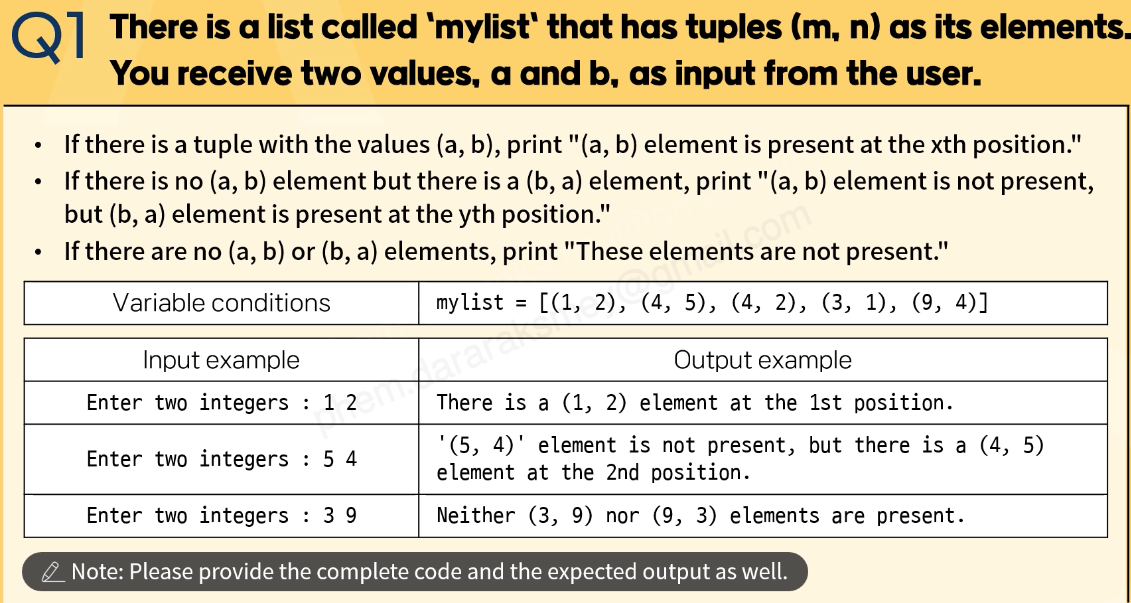 Q1
There is a list called 'mylist' that has tuples (m, n) as its elements.
You receive two values, a and b, as input from the user.
• If there is a tuple with the values (a, b), print "(a, b) element is present at the xth position."
• If there is no (a, b) element but there is a (b, a) element, print "(a, b) element is not present,
but (b, a) element is present at the yth position."
• If there are no (a, b) or (b, a) elements, print "These elements are not present."
Variable conditions
mylist = [(1, 2), (4, 5), (4, 2), (3, 1), (9, 4)]
Input example
Output example
Enter two integers : 1 2
There is a (1, 2) element at the 1st position.
Enter two integers : 5 4
'(5, 4)' element is not present, but there is a (4, 5)
element at the 2nd position.
Enter two integers : 3 9
Neither (3, 9) nor (9, 3) elements are present.
Note: Please provide the complete code and the expected output as well.